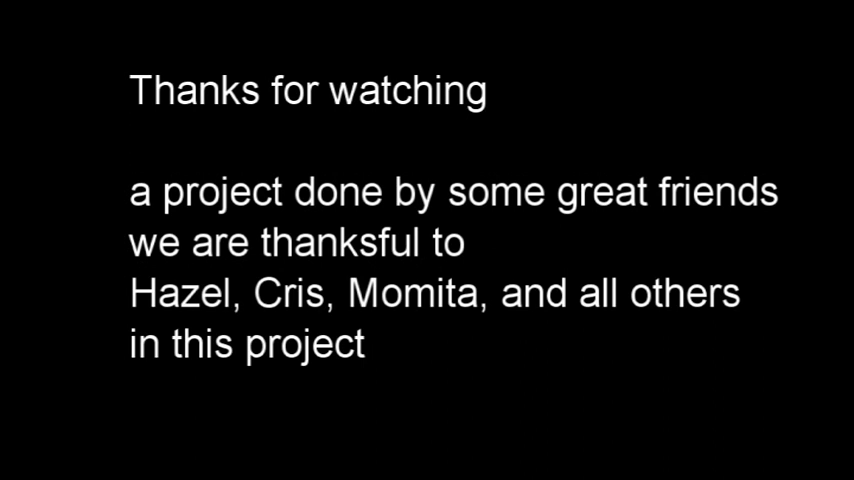 Thanks for watching
a project done by some great friends
we are thanksful to
Hazel, Cris, Momita, and all others
in this project